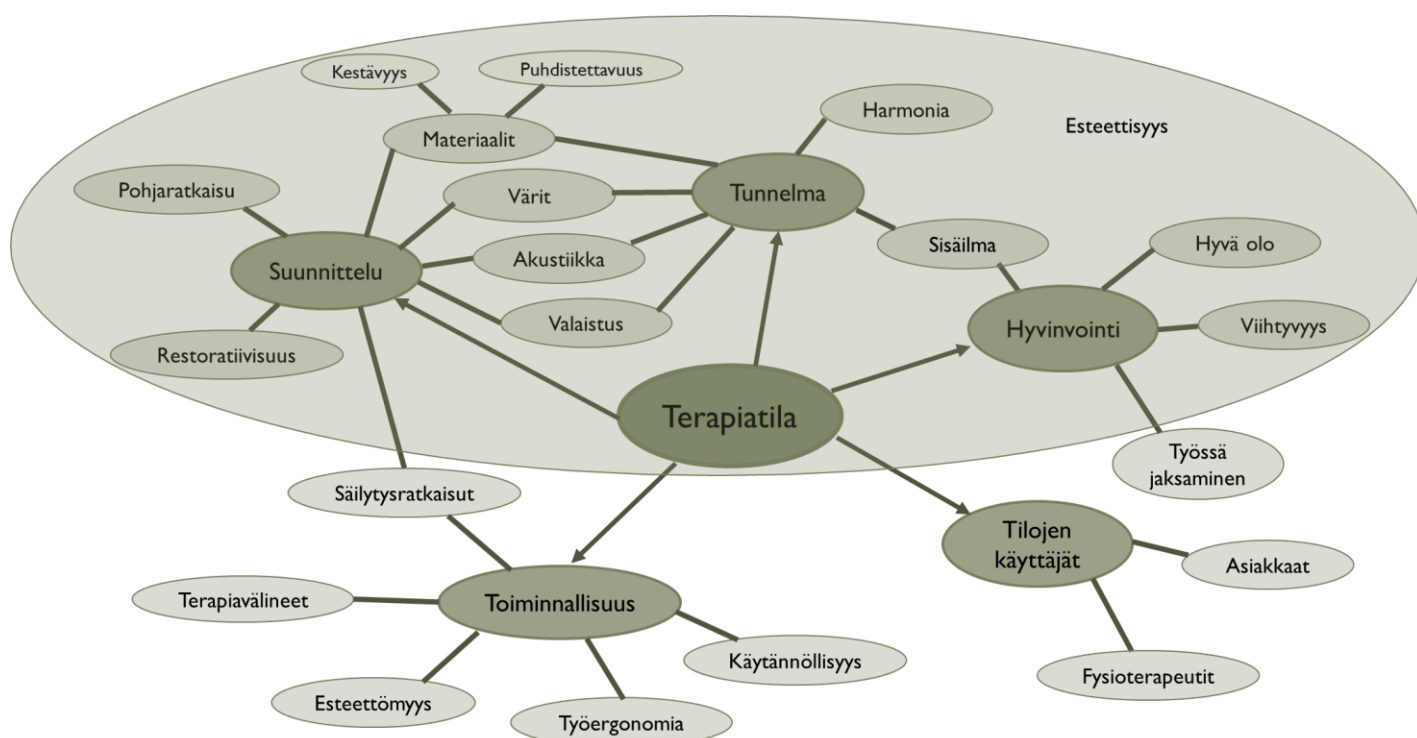 Kestävyys
Puhdistettavuus
Harmonia
Esteettisyys
Materiaalit
Pohjaratkaisu
Värit
Tunnelma
Suunnittelu
Akustiikka
Sisäilma
Hyvä olo
Valaistus
Hyvinvointi
Viihtyvyys
Restoratiivisuus
Terapiatila
Työssä
jaksaminen
Säilytysratkaisut
Tilojen
käyttäjät
Asiakkaat
Terapiavälineet
Toiminnallisuus
Käytännöllisyys
Fysioterapeutit
Esteettömyys
Työergonomia